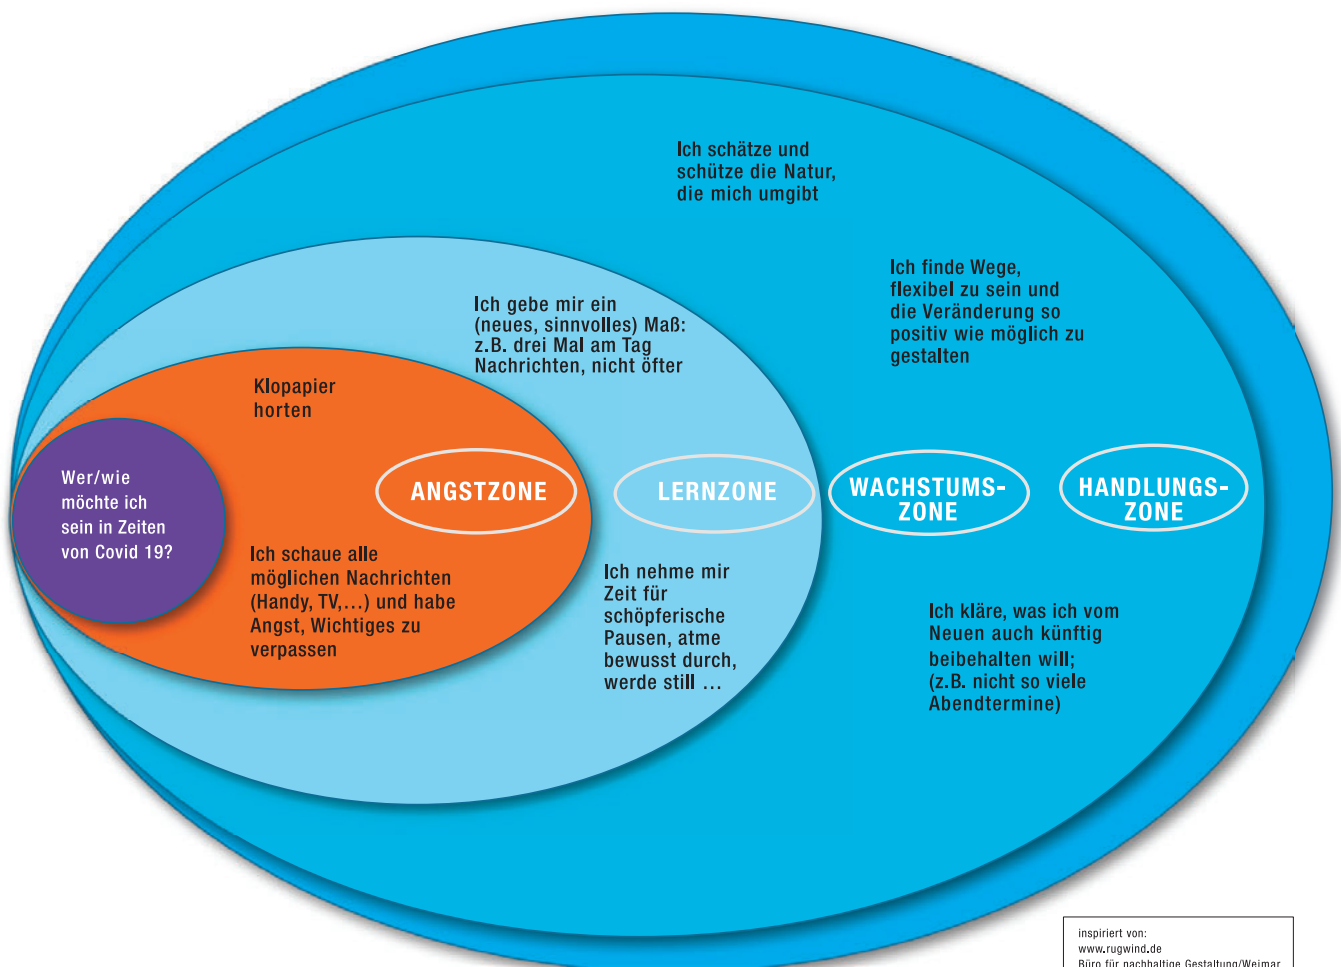 Ich schätze und
schütze die Natur,
die mich umgibt
Ich finde Wege,
flexibel zu sein und
die Veränderung so
positiv wie möglich zu
gestalten
Ich gebe mir ein
(neues, sinnvolles) Maß:
z.B. drei Mal am Tag
Nachrichten, nicht öfter
Klopapier
horten
Wer/wie
möchte ich
sein in Zeiten
von Covid 19?
ANGSTZONE
LERNZONE
WACHSTUMS-
ZONE
HANDLUNGS-
ZONE
Ich schaue alle
möglichen Nachrichten
(Handy, TV,...) und habe
Angst, Wichtiges zu
verpassen
Ich nehme mir
Zeit für
schöpferische
Pausen, atme
bewusst durch,
werde still ...
Ich kläre, was ich vom
Neuen auch künftig
beibehalten will;
(z.B. nicht so viele
Abendtermine)
inspiriert von:
www.rugwind.de
Büro für nachhaltige Gestaltung/Weimar